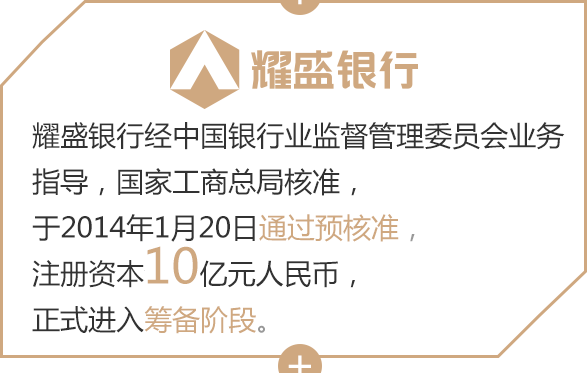 耀盛银行
耀盛银行经中国银行业监督管理委员会业务
指导，国家工商总局核准，
于2014年1月20日通过预核准，
注册资本10亿元人民币，
正式进入筹备阶段。